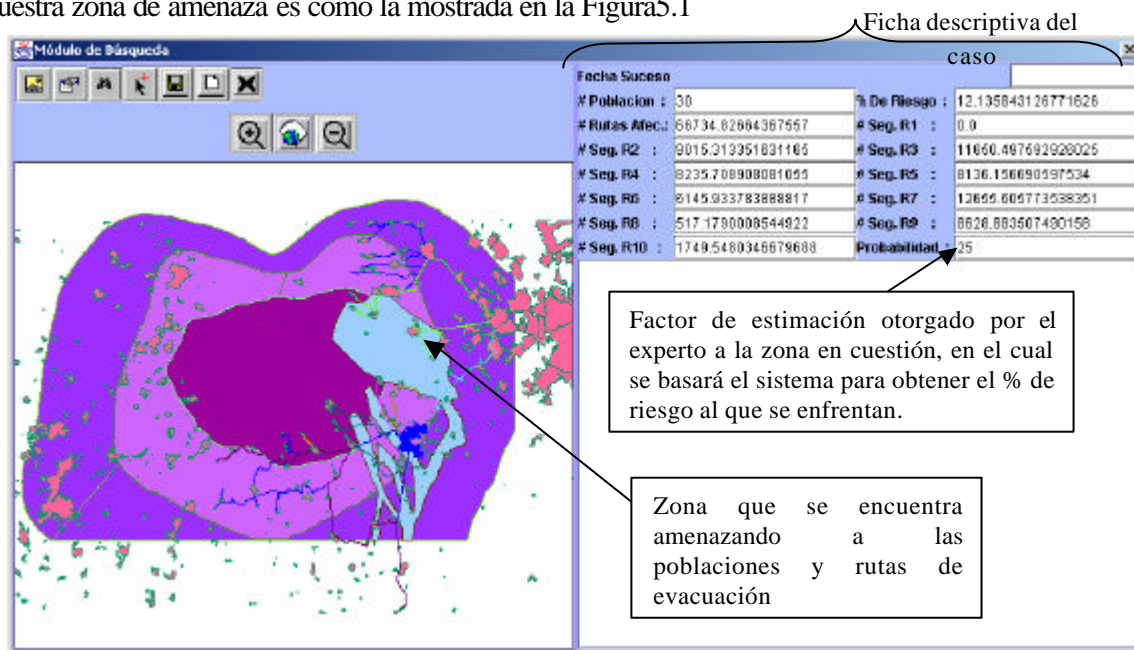 uestra zona de amenaza es como la mostrada en la Figura5.1
Ficha descriptiva del
caso
Módulo de Básqueda
Fecha Suceso
# Poblacion : 30 % De Riesgo : 12.135843126771626
# Rutas Afec.: 66734.82664367557 # Seg. R1 : 0.0
# Seg. R2 : 9015.313351831165 # Seg. R3 : 11660.497692928025
# Seg. R4 : 8235.708908081055 # Seg. R5 : 8136.156690597534
# Seg. R6 : 6145.933783888817 # Seg. R7 : 12655.605773538351
# Seg. R8 : 517.1780008544922 # Seg. R9 : 8628.883507490158
# Seg. R10 : 1749.5480346679688 Probabilidad : 25
Factor de estimación otorgado por el
experto a la zona en cuestión, en el cual
se basará el sistema para obtener el % de
riesgo al que se enfrentan.
Zona que se encuentra
amenazando a las
poblaciones y rutas de
evacuación